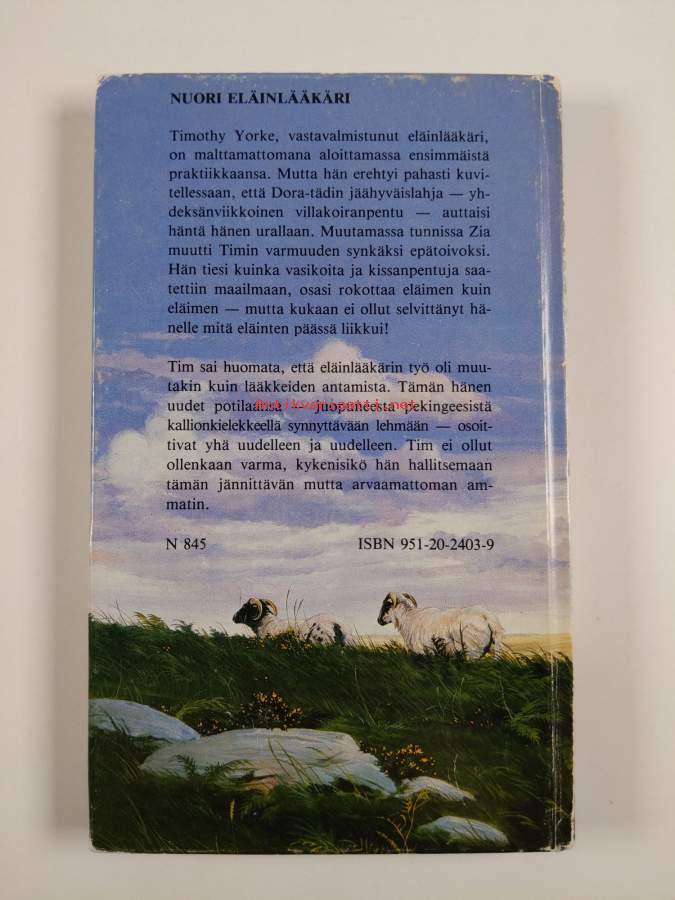 NUORI ELÄINLÄÄKÄRI
Timothy Yorke, vastavalmistunut eläinlääkäri,
on malttamattomana aloittamassa ensimmäistä
praktiikkaansa. Mutta hän erehtyi pahasti kuvi-
tellessaan, että Dora-tädin jäähyväislahja — yh-
deksänviikkoinen villakoiranpentu — auttaisi
häntä hänen urallaan. Muutamassa tunnissa Zia
muutti Timin varmuuden synkäksi epätoivoksi.
Hän tiesi kuinka vasikoita ja kissanpentuja saa-
tettiin maailmaan, osasi rokottaa eläimen kuin
eläimen — mutta kukaan ei ollut selvittänyt hä-
nelle mitä eläinten päässä liikkui!
Tim sai huomata, että eläinlääkärin työ oli muu-
takin kuin lääkkeiden antamista. Tämän hänen
uudet potilaansa — juopuneesta pekingeesistä
kallionkielekkeellä synnyttävään lehmään — osoit-
tivat yhä uudelleen ja uudelleen. Tim ei ollut
ollenkaan varma, kykenisikö hän hallitsemaan
tämän jännittävän mutta arvaamattoman am-
matin.
N 845 ISBN 951-20-2403-9